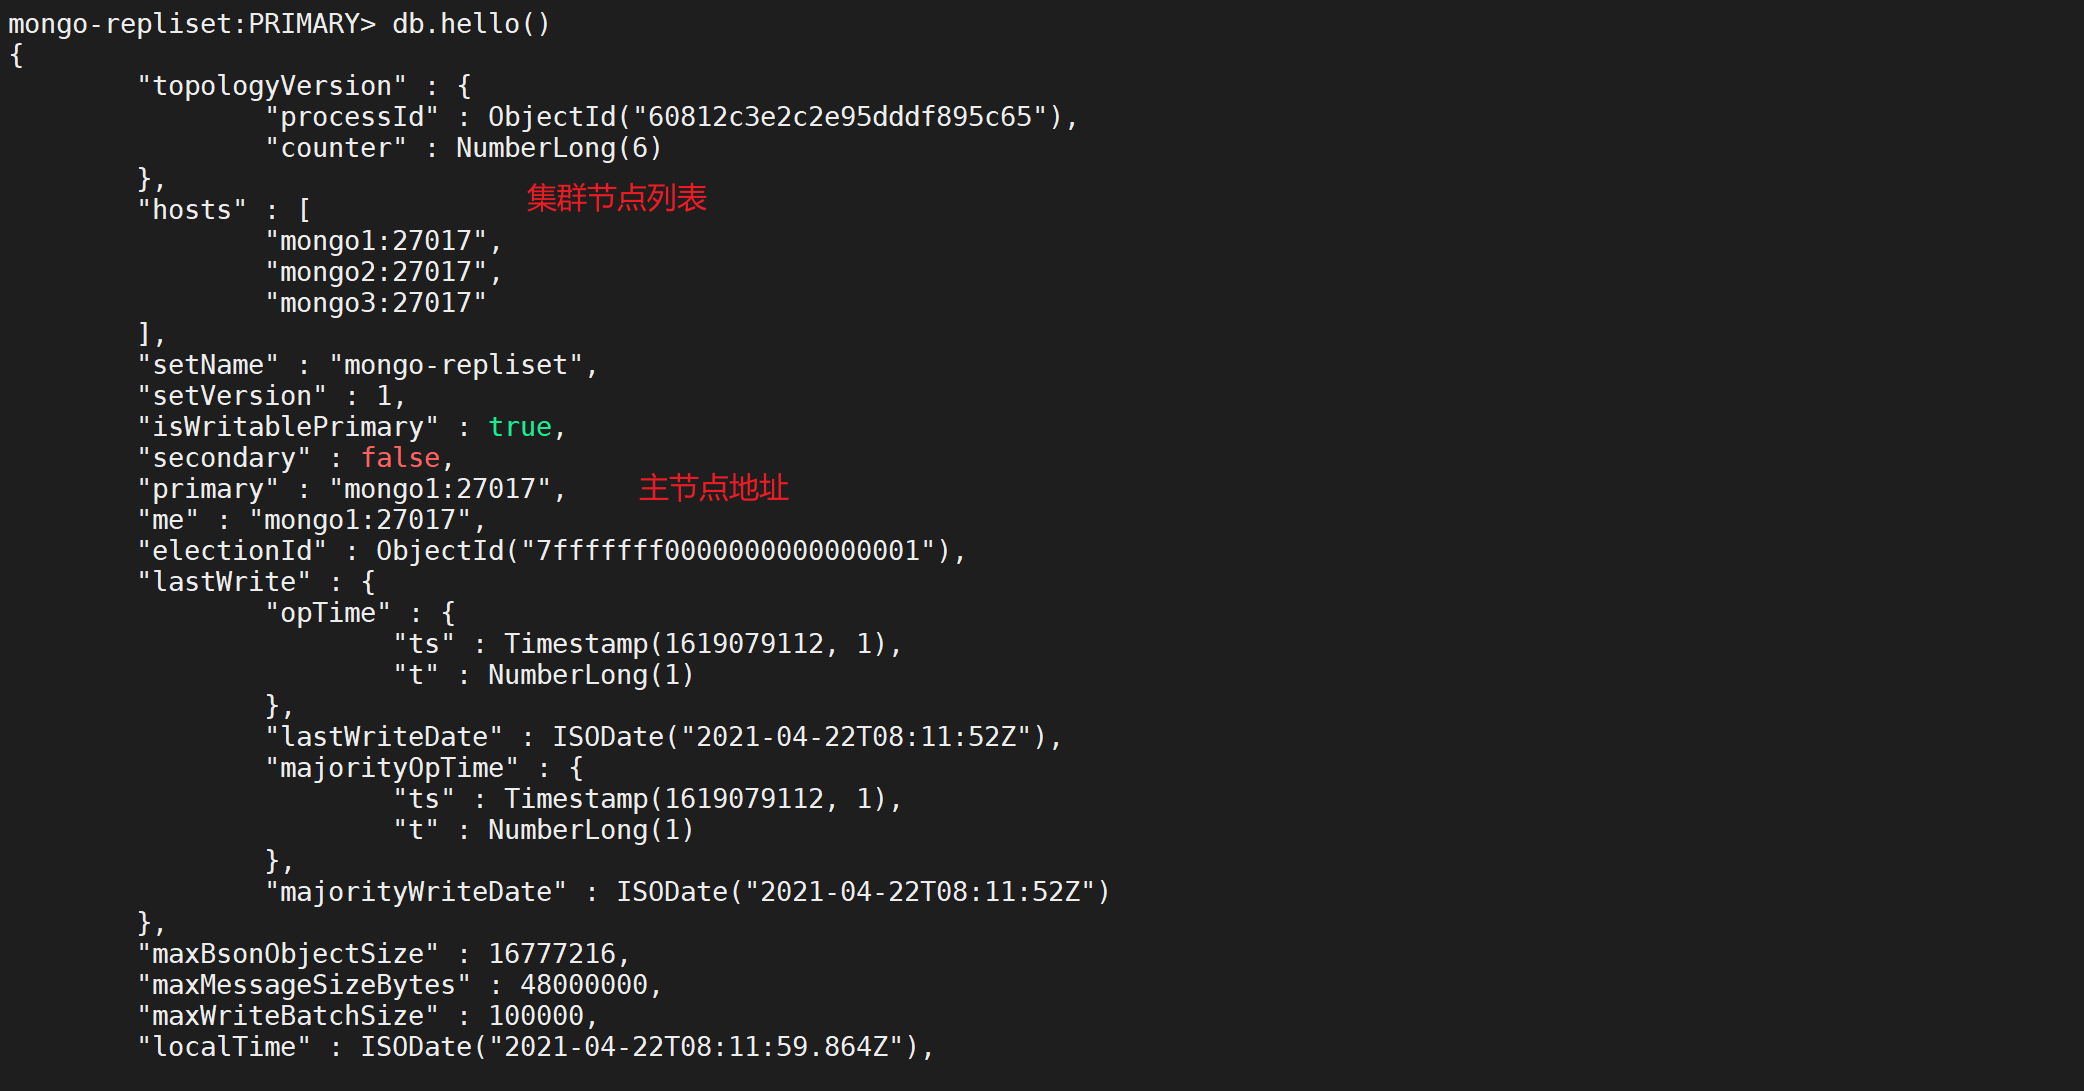 mongo-repliset:PRIMARY> db.hello()
{
"topologyVersion" : {
"processId" : ObjectId("60812c3e2c2e95dddf895c65"),
"counter" : NumberLong(6)
},
"hosts" : [ 集群节点列表
"mongo1:27017",
"mongo2:27017",
"mongo3:27017"
],
"setName" : "mongo-repliset",
"setVersion" : 1,
"isWritablePrimary" : true,
"secondary" : false,
"primary" : "mongo1:27017", 主节点地址
"me" : "mongo1:27017",
"electionId" : ObjectId("7fffffff0000000000000001"),
"lastWrite" : {
"opTime" : {
"ts" : Timestamp(1619079112, 1),
"t" : NumberLong(1)
},
"lastWriteDate" : ISODate("2021-04-22T08:11:52Z"),
"majorityOpTime" : {
"ts" : Timestamp(1619079112, 1),
"t" : NumberLong(1)
},
"majorityWriteDate" : ISODate("2021-04-22T08:11:52Z")
},
"maxBsonObjectSize" : 16777216,
"maxMessageSizeBytes" : 48000000,
"maxWriteBatchSize" : 100000,
"localTime" : ISODate("2021-04-22T08:11:59.864Z"),